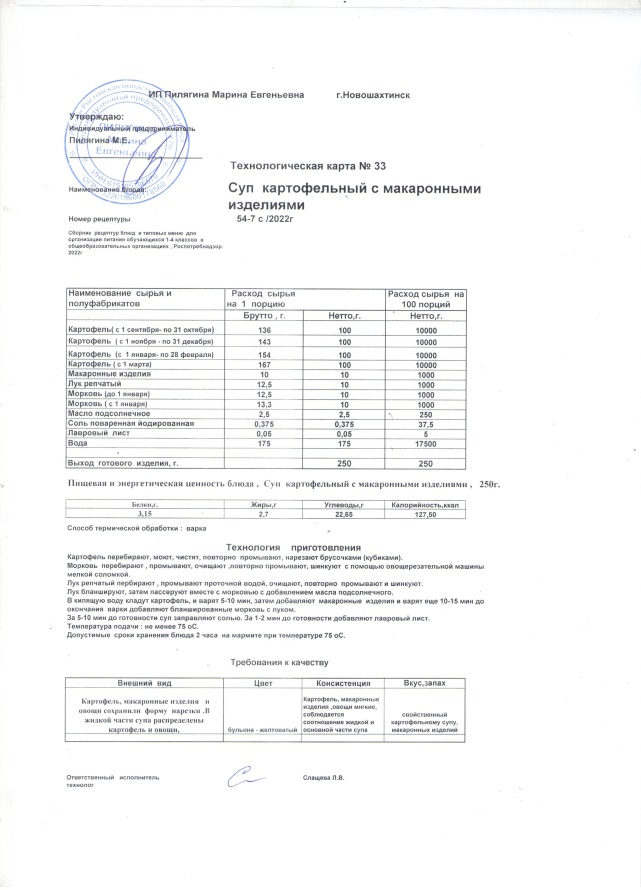 ИП Пилягина Марина Евгеньевна г.Новошахтинск
Утверждаю:
Индивидуальный предприниматель
Пилягина М.Е.
Технологическая карта № 33
Наименование блюда: Суп картофельный с макаронными
изделиями
Номер рецептуры 54-7 с /2022г
Сборник рецептур блюд и типовых меню для
организации питания обучающихся 1-4 классов в
общеобразовательных организациях , Роспотребнадзор.
2022г
Наименование сырья и полуфабрикатов Расход сырья на 1 порцию Расход сырья на 100 порций
Брутто , г. Нетто,г. Нетто,г.
Картофель( с 1 сентября- по 31 октября) 136 100 10000
Картофель ( с 1 ноября - по 31 декабря) 143 100 10000
Картофель (с 1 января- по 28 февраля) 154 100 10000
Картофель ( с 1 марта) 167 100 10000
Макаронные изделия 10 10 1000
Лук репчатый 12,5 10 1000
Морковь (до 1 января) 12,5 10 1000
Морковь ( с 1 января) 13,3 10 1000
Масло подсолнечное 2,5 2,5 250
Соль поваренная йодированная 0,375 0,375 37,5
Лавровый лист 0,05 0,05 5
Вода 175 175 17500
Выход готового изделия, г. 250 250
Пищевая и энергетическая ценность блюда , Суп картофельный с макаронными изделиями , 250г.
Белки,г. Жиры,г Углеводы,г Калорийность,ккал
3,15 2,7 22,65 127,50
Способ термической обработки : варка
Технология приготовления
Картофель перебирают, моют, чистят, повторно промывают, нарезают брусочками (кубиками).
Морковь перебирают , промывают, очищают ,повторно промывают, шинкуют с помощью овощерезательной машины
мелкой соломкой.
Лук репчатый пербирают , промывают проточной водой, очищают, повторно промывают и шинкуют.
Лук бланшируют, затем пассеруют вместе с морковью с добавлением масла подсолнечного.
В кипящую воду кладут картофель, и варят 5-10 мин, затем добавляют макаронные изделия и варят еще 10-15 мин до
окончания варки добавляют бланшированные морковь с луком.
За 5-10 мин до готовности суп заправляют солью. За 1-2 мин до готовности добавляют лавровый лист.
Температура подачи : не менее 75 оС.
Допустимые сроки хранения блюда 2 часа на мармите при температуре 75 оС.
Требования к качеству
Внешний вид Цвет Консистенция Вкус,запах
Картофель, макаронные изделия и
овощи сохранили форму нарезки .В
жидкой части супа распределены
картофель и овощи,
бульона - желтоватый
Картофель, макаронные
изделия ,овощи мягкие,
соблюдается
соотношение жидкой и
основной части супа
свойственный
картофельному супу,
макаронных изделий
Ответственный исполнитель Слащева Л.В.
технолог